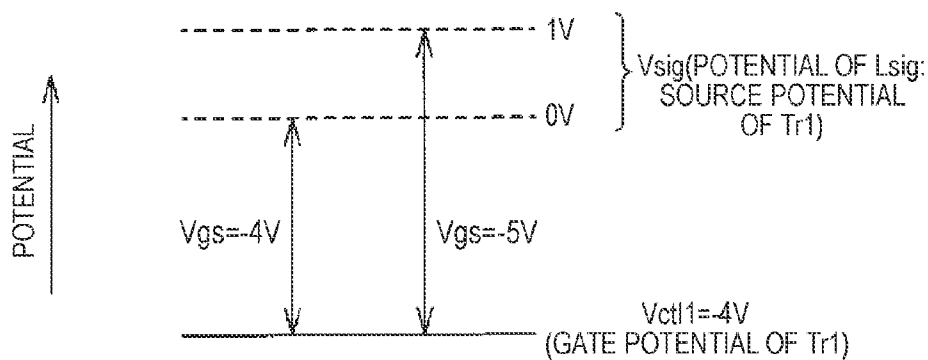 1V
Vsig(POTENTIAL OF Lsig:
SOURCE POTENTIAL
OF Tr1)
0V
POTENTIAL
Vgs=-4V
Vgs=-5V
Vctl1=-4V
(GATE POTENTIAL OF Tr1)